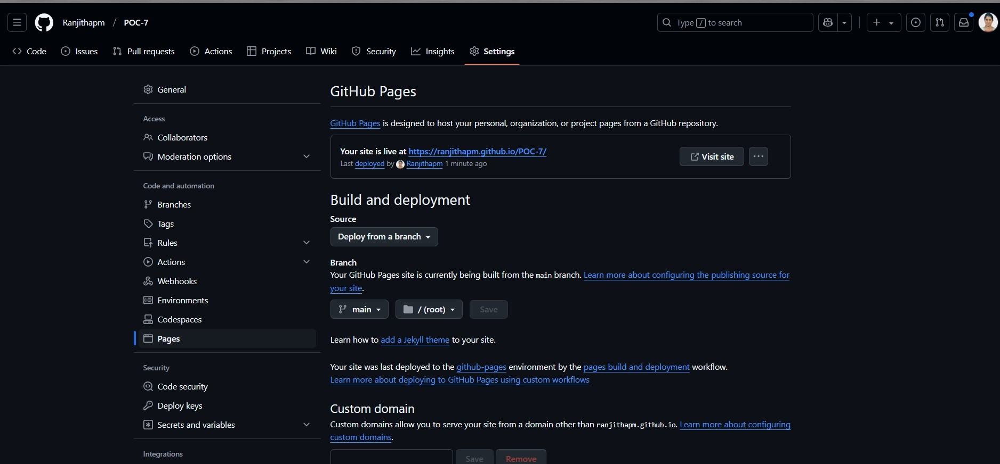 Ranjithapm / POC-7
Type / to search
Code Issues Pull requests Actions Projects Wiki Security Insights Settings
General
Access
Collaborators
Moderation options
Code and automation
Branches
Tags
Rules
Actions
Webhooks
Environments
Codespaces
Pages
Security
Code security
Deploy keys
Secrets and variables
Integrations
GitHub Pages
GitHub Pages is designed to host your personal, organization, or project pages from a GitHub repository.
Your site is live at https://ranjithapm.github.io/POC-7/
Last deployed by Ranjithapm 1 minute ago
Visit site
Build and deployment
Source
Deploy from a branch
Branch
Your GitHub Pages site is currently being built from the main branch. Learn more about configuring the publishing source for
your site.
main / (root) Save
Learn how to add a Jekyll theme to your site.
Your site was last deployed to the github-pages environment by the pages build and deployment workflow.
Learn more about deploying to GitHub Pages using custom workflows
Custom domain
Custom domains allow you to serve your site from a domain other than ranjithapm.github.io. Learn more about configuring
custom domains.
Save Remove